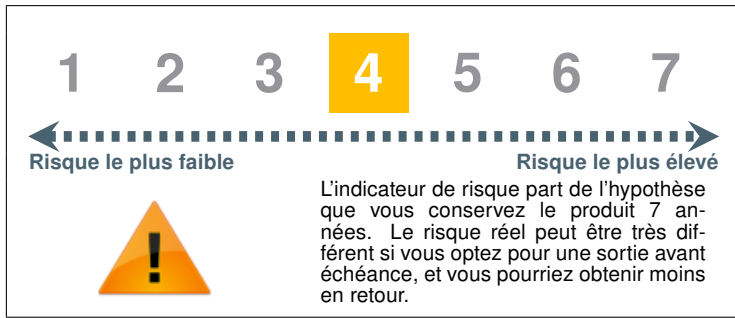 1 2 3 4 5 6 7
Risque le plus faible Risque le plus élevé
L'indicateur de risque part de l'hypothèse
que vous conservez le produit 7 an-
nées. Le risque réel peut être très dif-
férent si vous optez pour une sortie avant
échéance, et vous pourriez obtenir moins
en retour.
!